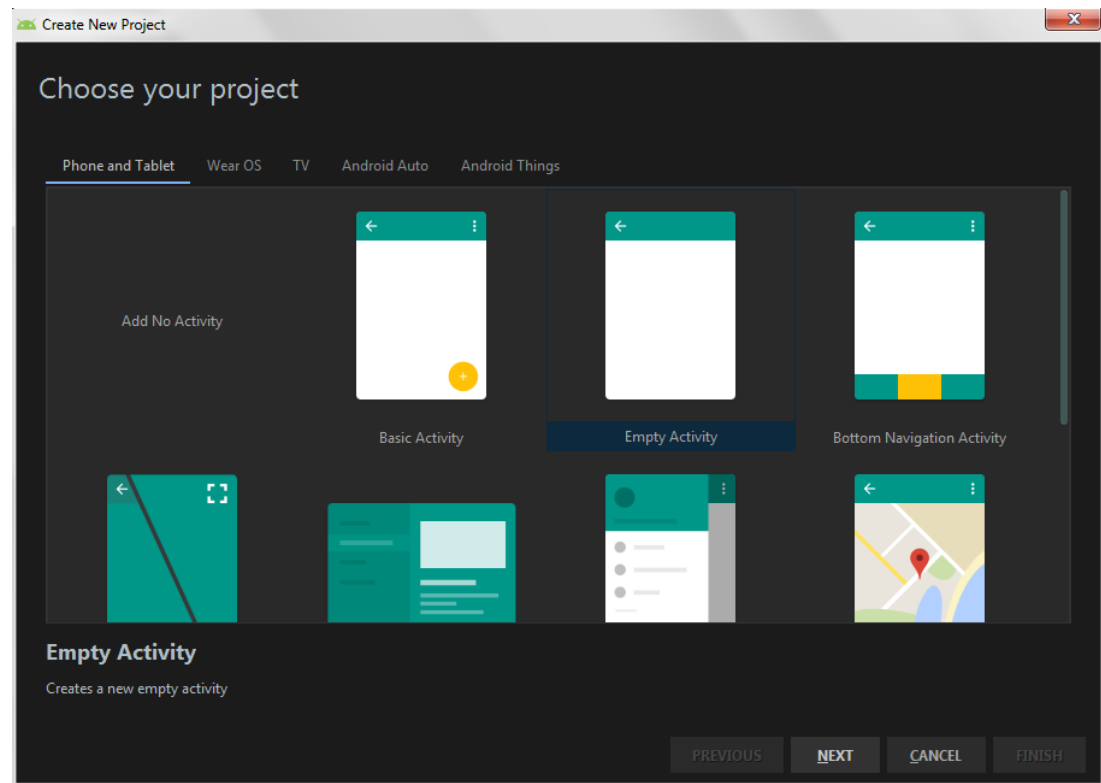 Create New Project
Choose your project
Phone and Tablet Wear OS TV Android Auto Android Things
Add No Activity
Basic Activity
Empty Activity
Bottom Navigation Activity
Empty Activity
Creates a new empty activity
PREVIOUS NEXT CANCEL FINISH